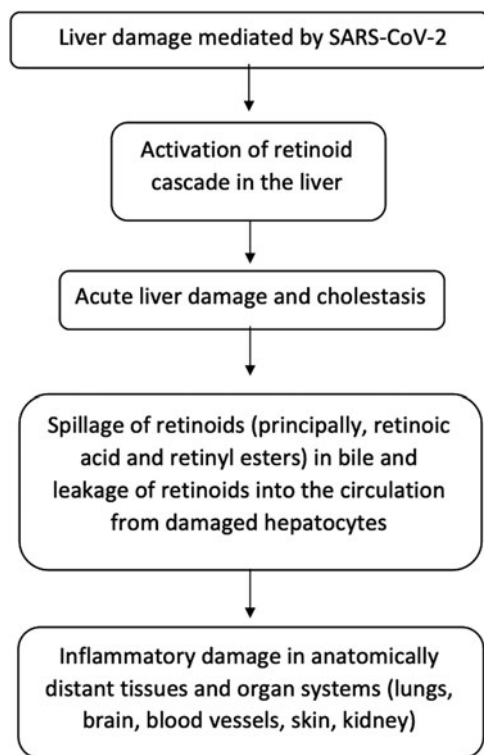 Liver damage mediated by SARS-CoV-2
Activation of retinoid
cascade in the liver
Acute liver damage and cholestasis
Spillage of retinoids (principally, retinoic
acid and retinyl esters) in bile and
leakage of retinoids into the circulation
from damaged hepatocytes
Inflammatory damage in anatomically
distant tissues and organ systems (lungs,
brain, blood vessels, skin, kidney)